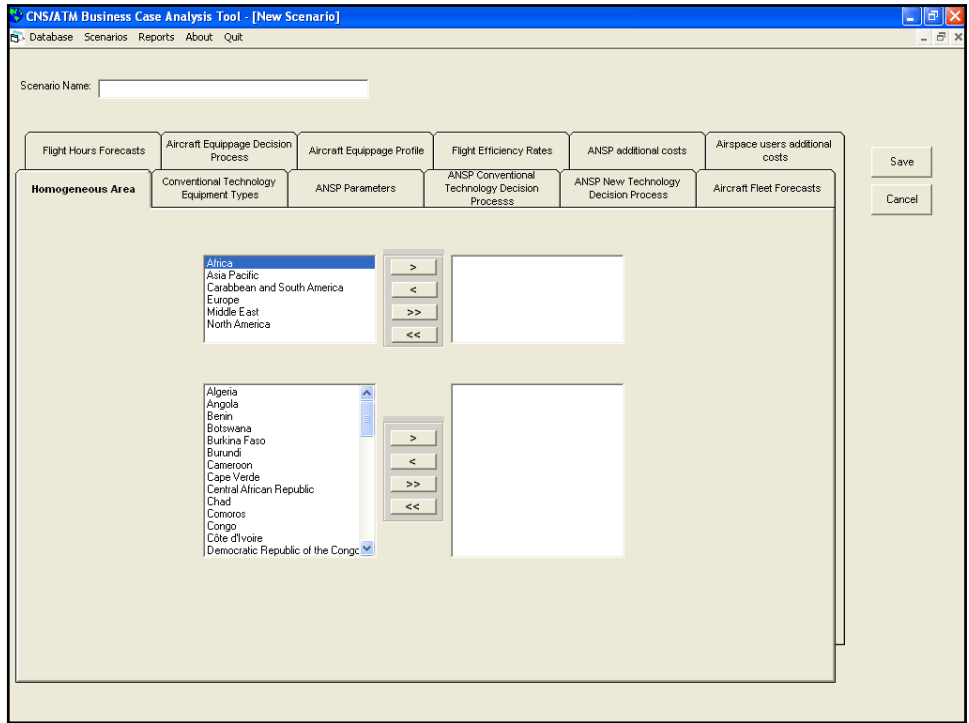 CNS/ATM Business Case Analysis Tool - [New Scenario]
Database Scenarios Reports About Quit
Scenario Name:
Flight Hours Forecasts
Aircraft Equippage Decision
Process
Aircraft Equippage Profile
Flight Efficiency Rates
ANSP additional costs
Airspace users additional
costs
Homogeneous Area
Conventional Technology
Equipment Types
ANSP Parameters
ANSP Conventional
Technology Decision
Processs
ANSP New Technology
Decision Process
Aircraft Fleet Forecasts
Save
Cancel
Africa
Asia Pacific
Carabbean and South America
Europe
Middle East
North America
>
<
>>
<<
Algeria
Angola
Benin
Botswana
Burkina Faso
Burundi
Cameroon
Cape Verde
Central African Republic
Chad
Comoros
Congo
Côte d'Ivoire
Democratic Republic of the Congo
>
<
>>
<<